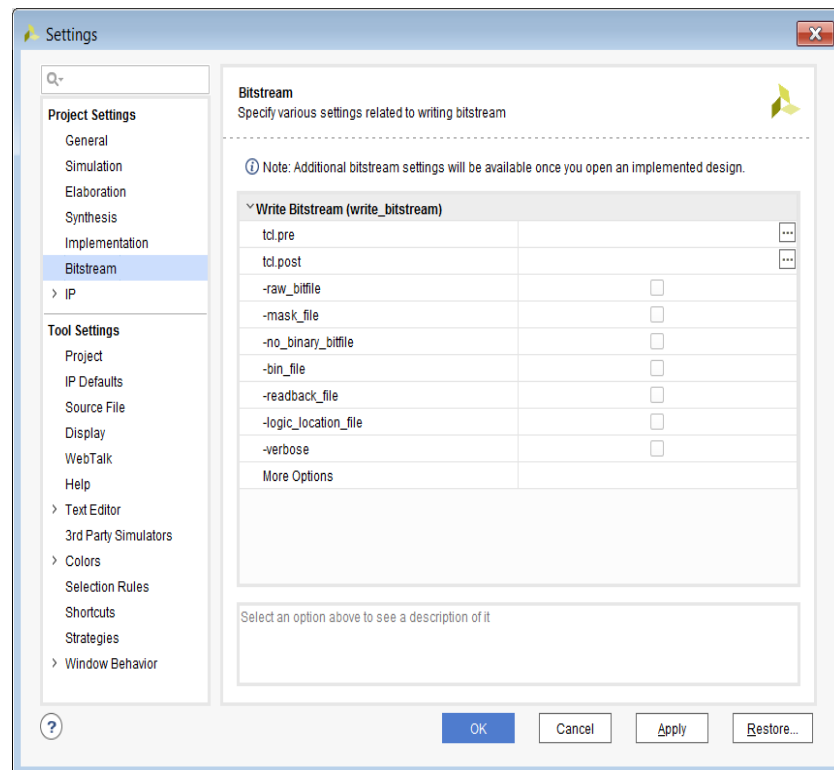 Settings
Project Settings
General
Simulation
Elaboration
Synthesis
Implementation
Bitstream
IP
Tool Settings
Project
IP Defaults
Source File
Display
WebTalk
Help
Text Editor
3rd Party Simulators
Colors
Selection Rules
Shortcuts
Strategies
Window Behavior
Bitstream
Specify various settings related to writing bitstream
Note: Additional bitstream settings will be available once you open an implemented design.
Write Bitstream (write_bitstream)
tcl.pre
tcl.post
-raw_bitfile
-mask_file
-no_binary_bitfile
-bin_file
-readback_file
-logic_location_file
-verbose
More Options
Select an option above to see a description of it
OK Cancel Apply Restore...